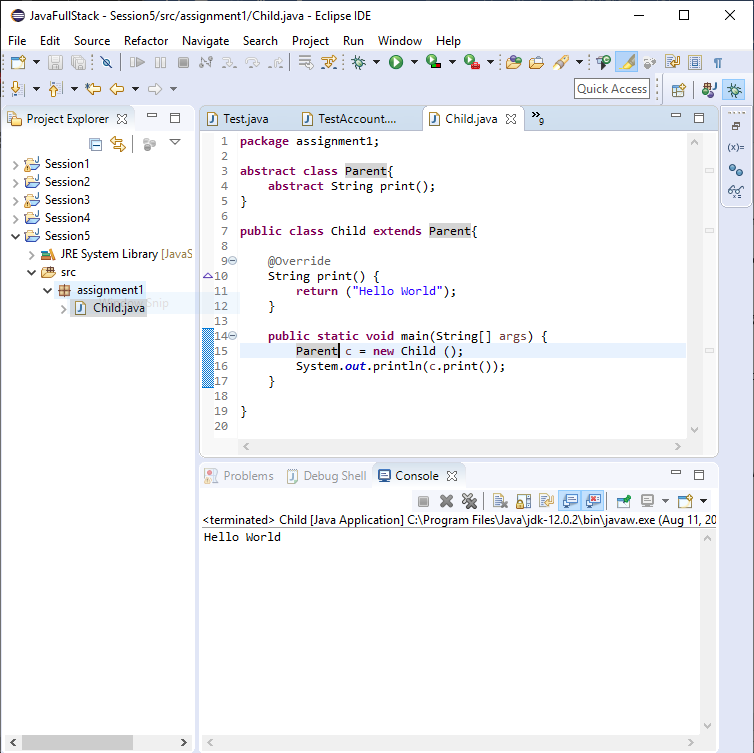 JavaFullStack - Session5/src/assignment1/Child.java - Eclipse IDE
File Edit Source Refactor Navigate Search Project Run Window Help
Quick Access
Project Explorer
Session1
Session2
Session3
Session4
Session5
JRE System Library [JavaS
src
assignment1
Child.java
Snip
Test.java TestAccount.... Child.java »9
1 package assignment1;
2
3 abstract class Parent{
4 abstract String print();
5 }
6
7 public class Child extends Parent{
8
9 @Override
10 String print() {
11 return ("Hello World");
12 }
13
14 public static void main(String[] args) {
15 Parent c = new Child ();
16 System.out.println(c.print());
17 }
18
19 }
20
(x)=
Problems Debug Shell Console
<terminated> Child [Java Application] C:\Program Files\Java\jdk-12.0.2\bin\javaw.exe (Aug 11, 20
Hello World